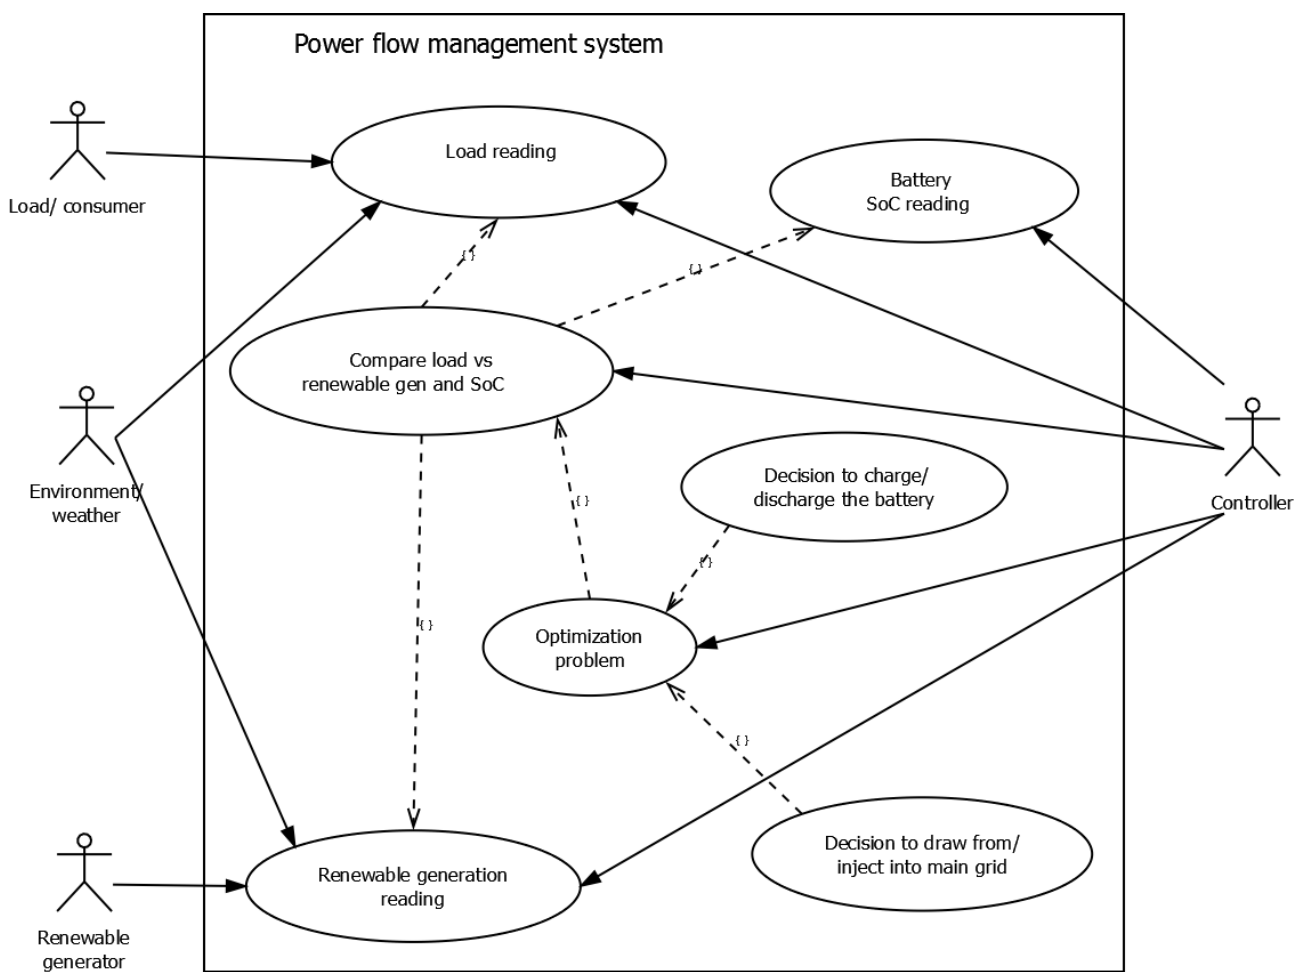 Power flow management system
Load reading
Load/ consumer
Battery
SoC reading
{ }
{ }
Compare load vs
renewable gen and SoC
Environment/
weather
Decision to charge/
discharge the battery
Controller
{ }
{ }
{ }
Optimization
problem
{ }
Decision to draw from/
inject into main grid
Renewable generation
reading
Renewable
generator